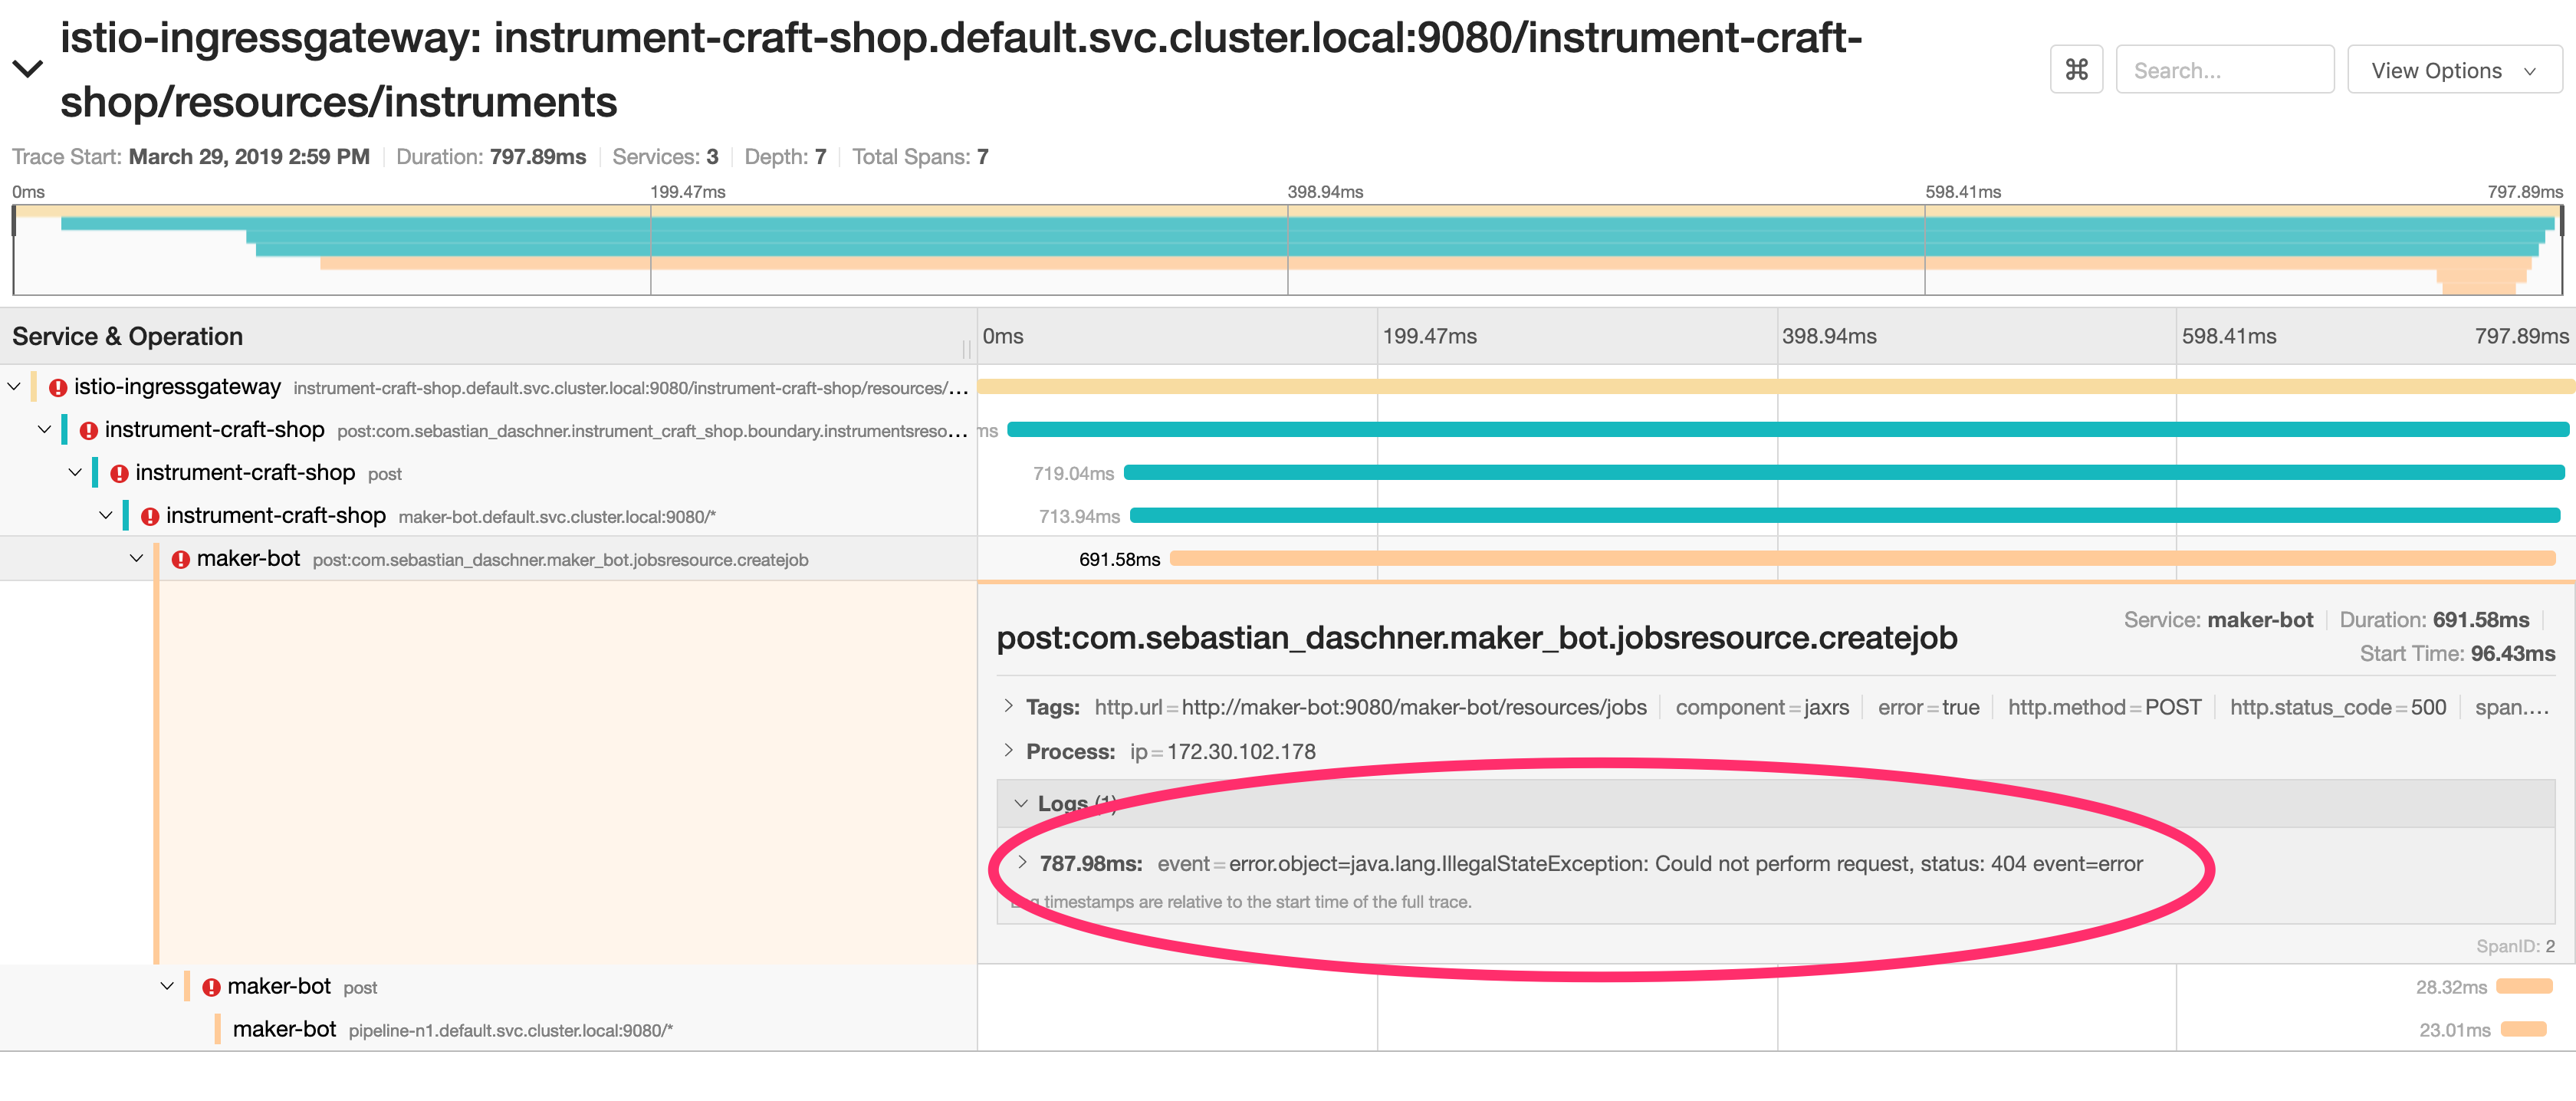 istio-ingressgateway: instrument-craft-shop.default.svc.cluster.local:9080/instrument-craft-
shop/resources/instruments
⌘ Search... View Options
Trace Start: March 29, 2019 2:59 PM Duration: 797.89ms Services: 3 Depth: 7 Total Spans: 7
0ms 199.47ms 398.94ms 598.41ms 797.89ms
Service & Operation 0ms 199.47ms 398.94ms 598.41ms 797.89ms
istio-ingressgateway instrument-craft-shop.default.svc.cluster.local:9080/instrument-craft-shop/resources/...
instrument-craft-shop post:com.sebastian_daschner.instrument_craft_shop.boundary.instrumentsreso... ms
instrument-craft-shop post 719.04ms
instrument-craft-shop maker-bot.default.svc.cluster.local:9080/* 713.94ms
maker-bot post:com.sebastian_daschner.maker_bot.jobsresource.createjob 691.58ms
post:com.sebastian_daschner.maker_bot.jobsresource.createjob Service: maker-bot Duration: 691.58ms
Start Time: 96.43ms
Tags: http.url=http://maker-bot:9080/maker-bot/resources/jobs component=jaxrs error=true http.method=POST http.status_code=500 span....
Process: ip=172.30.102.178
Logs (1)
787.98ms: event=error.object=java.lang.IllegalStateException: Could not perform request, status: 404 event=error
Log timestamps are relative to the start time of the full trace.
SpanID: 2
maker-bot post 28.32ms
maker-bot pipeline-n1.default.svc.cluster.local:9080/* 23.01ms